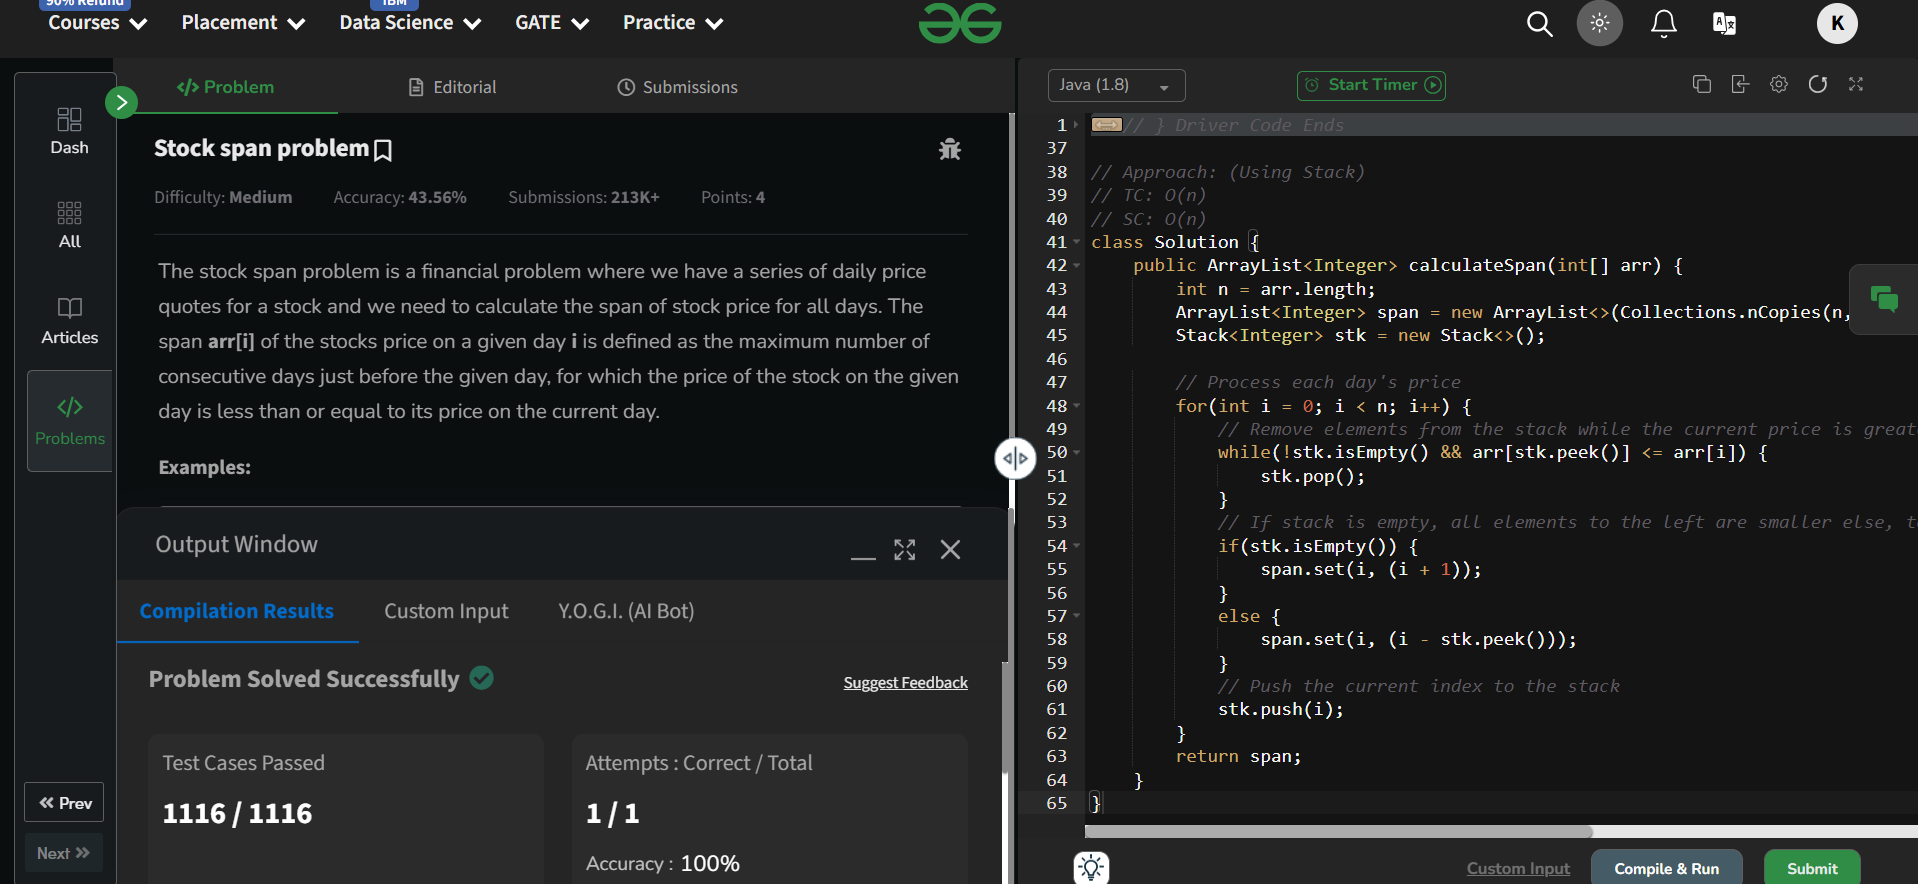 90% Refund
IBM
Courses
Placement
Data Science
GATE
Practice
K
Dash
All
Articles
</>
Problems
Prev
Next
</> Problem
Editorial
Submissions
Stock span problem
Difficulty: Medium
Accuracy: 43.56%
Submissions: 213K+
Points: 4
The stock span problem is a financial problem where we have a series of daily price
quotes for a stock and we need to calculate the span of stock price for all days. The
span arr[i] of the stocks price on a given day i is defined as the maximum number of
consecutive days just before the given day, for which the price of the stock on the given
day is less than or equal to its price on the current day.
Examples:
Output Window
Compilation Results
Custom Input
Y.O.G.I. (AI Bot)
Problem Solved Successfully
Suggest Feedback
Test Cases Passed
1116 / 1116
Attempts : Correct / Total
1 / 1
Accuracy : 100%
Java (1.8)
Start Timer
1 // } Driver Code Ends
37
38 // Approach: (Using Stack)
39 // TC: O(n)
40 // SC: O(n)
41 class Solution {
42 public ArrayList<Integer> calculateSpan(int[] arr) {
43 int n = arr.length;
44 ArrayList<Integer> span = new ArrayList<>(Collections.nCopies(n,
45 Stack<Integer> stk = new Stack<>();
46
47 // Process each day's price
48 for(int i = 0; i < n; i++) {
49 // Remove elements from the stack while the current price is
50 while(!stk.isEmpty() && arr[stk.peek()] <= arr[i]) {
51 stk.pop();
52 }
53 // If stack is empty, all elements to the left are smaller else,
54 if(stk.isEmpty()) {
55 span.set(i, (i + 1));
56 }
57 else {
58 span.set(i, (i - stk.peek()));
59 }
60 // Push the current index to the stack
61 stk.push(i);
62 }
63 return span;
64 }
65 }
Custom Input
Compile & Run
Submit